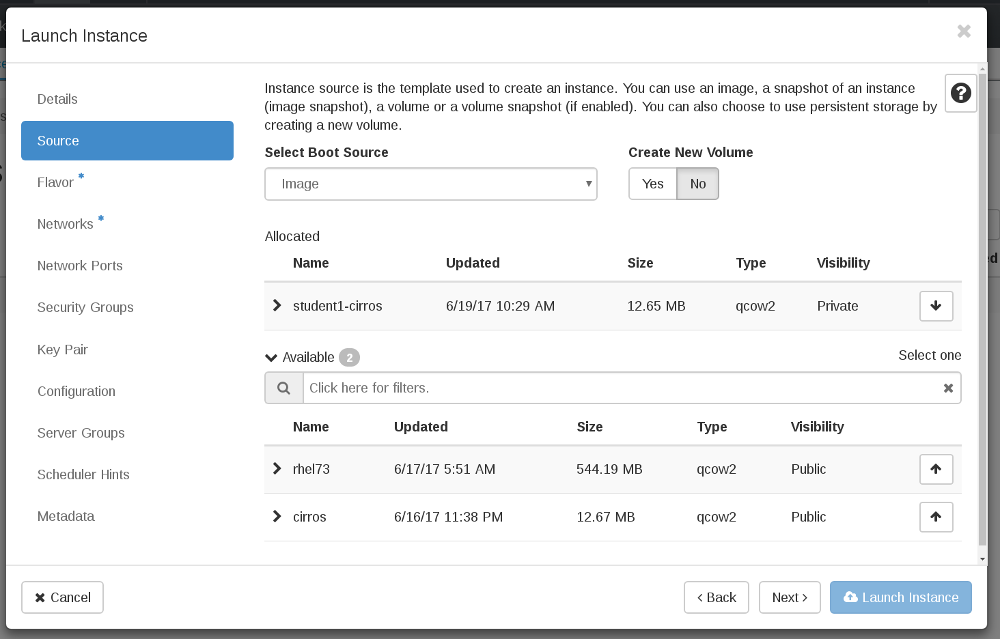 Launch Instance
Details
Source
Flavor *
Networks *
Network Ports
Security Groups
Key Pair
Configuration
Server Groups
Scheduler Hints
Metadata
Instance source is the template used to create an instance. You can use an image, a snapshot of an instance
(image snapshot), a volume or a volume snapshot (if enabled). You can also choose to use persistent storage by
creating a new volume.
Select Boot Source Create New Volume
Image Yes No
Allocated
Name Updated Size Type Visibility
student1-cirros 6/19/17 10:29 AM 12.65 MB qcow2 Private
Available 2 Select one
Click here for filters.
Name Updated Size Type Visibility
rhel73 6/17/17 5:51 AM 544.19 MB qcow2 Public
cirros 6/16/17 11:38 PM 12.67 MB qcow2 Public
Cancel < Back Next > Launch Instance